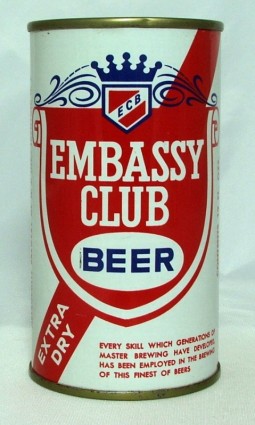 ECB
EMBASSY
CLUB
BEER
EXTRA
DRY
EVERY SKILL WHICH GENERATIONS OF
MASTER BREWING HAVE DEVELOPED
HAS BEEN EMPLOYED IN THE BREWING
OF THIS FINEST OF BEERS